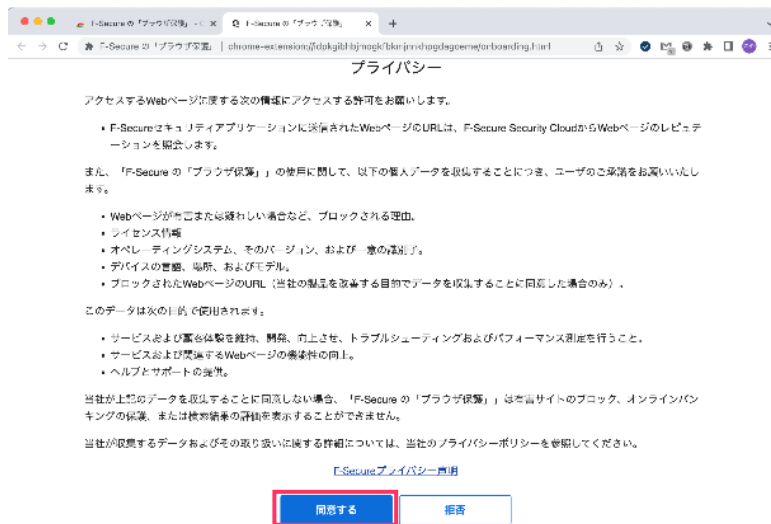 F-Secure の「ブラウザ保護」 - C
F-Secure の「ブラウザ保護」
F-Secure の「ブラウザ保護」 | chrome-extension://jdpkgibhbjmogkfbkmjnnkhpgdegoeme/onboarding.html
プライバシー
アクセスするWebページに関する次の情報にアクセスする許可をお願いします。
• F-Secureセキュリティアプリケーションに送信されたWebページのURLは、F-Secure Security CloudからWebページのレピュテ
ーションを照会します。
また、「F-Secure の「ブラウザ保護」」の使用に関して、以下の個人データを収集することにつき、ユーザのご承諾をお願いいたし
ます。
• Webページが有害または疑わしい場合など、ブロックされる理由。
• ライセンス情報
• オペレーティングシステム、そのバージョン、および一意の識別子。
• デバイスの言語、場所、およびモデル。
• ブロックされたWebページのURL（当社の製品を改善する目的でデータを収集することに同意した場合のみ）.
このデータは次の目的で使用されます。
• サービスおよび顧客体験を維持、開発、向上させ、トラブルシューティングおよびパフォーマンス測定を行うこと。
• サービスおよび関連するWebページの機能性の向上。
• ヘルプとサポートの提供。
当社が上記のデータを収集することに同意しない場合、「F-Secure の「ブラウザ保護」」は有害サイトのブロック、オンラインバン
キングの保護、または検索結果の評価を表示することができません。
当社が収集するデータおよびその取り扱いに関する詳細については、当社のプライバシーポリシーを参照してください。
F-Secureプライバシー声明
同意する
拒否